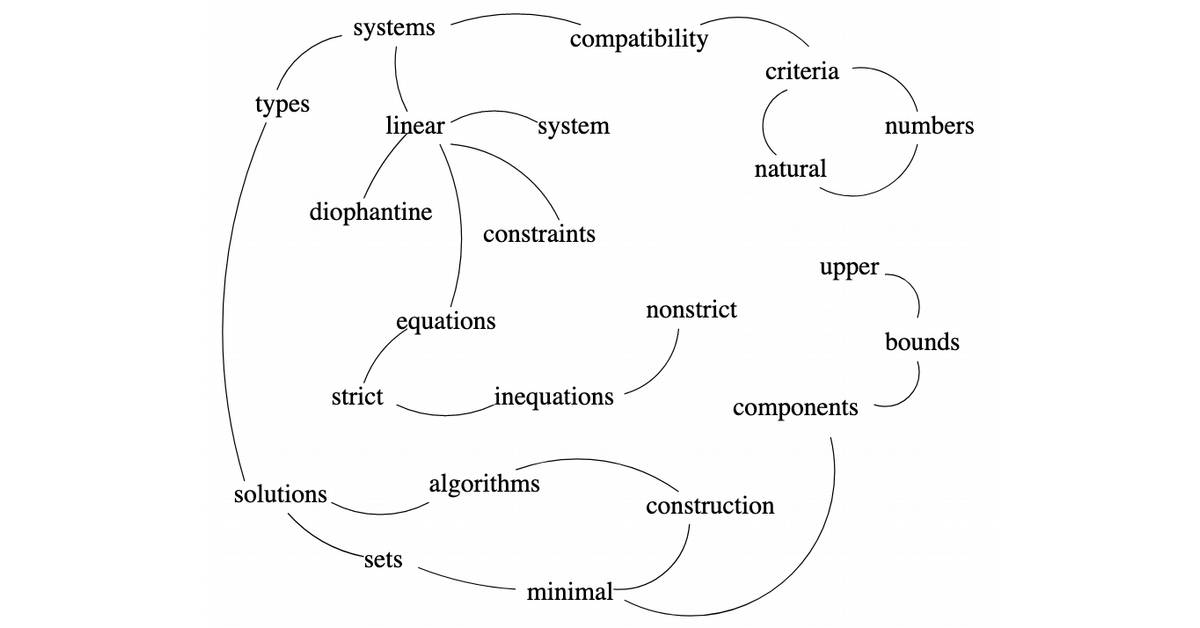 systems
compatibility
criteria
types
linear
system
numbers
natural
diophantine
constraints
upper
nonstrict
equations
bounds
strict
inequations
components
algorithms
solutions
construction
sets
minimal